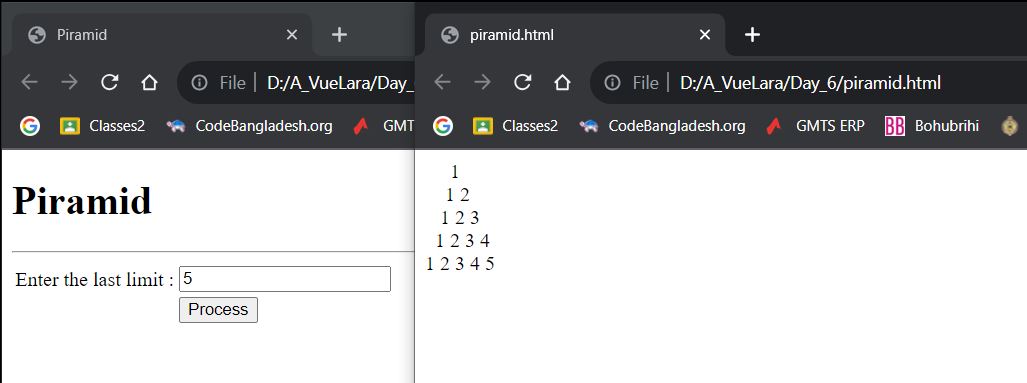 Piramid
File D:/A_VueLara/Day_
Classes2 CodeBangladesh.org GMT
Piramid
Enter the last limit : 5
Process
piramid.html
File D:/A_VueLara/Day_6/piramid.html
Classes2 CodeBangladesh.org GMTS ERP BB Bohubrihi
1
1 2
1 2 3
1 2 3 4
1 2 3 4 5